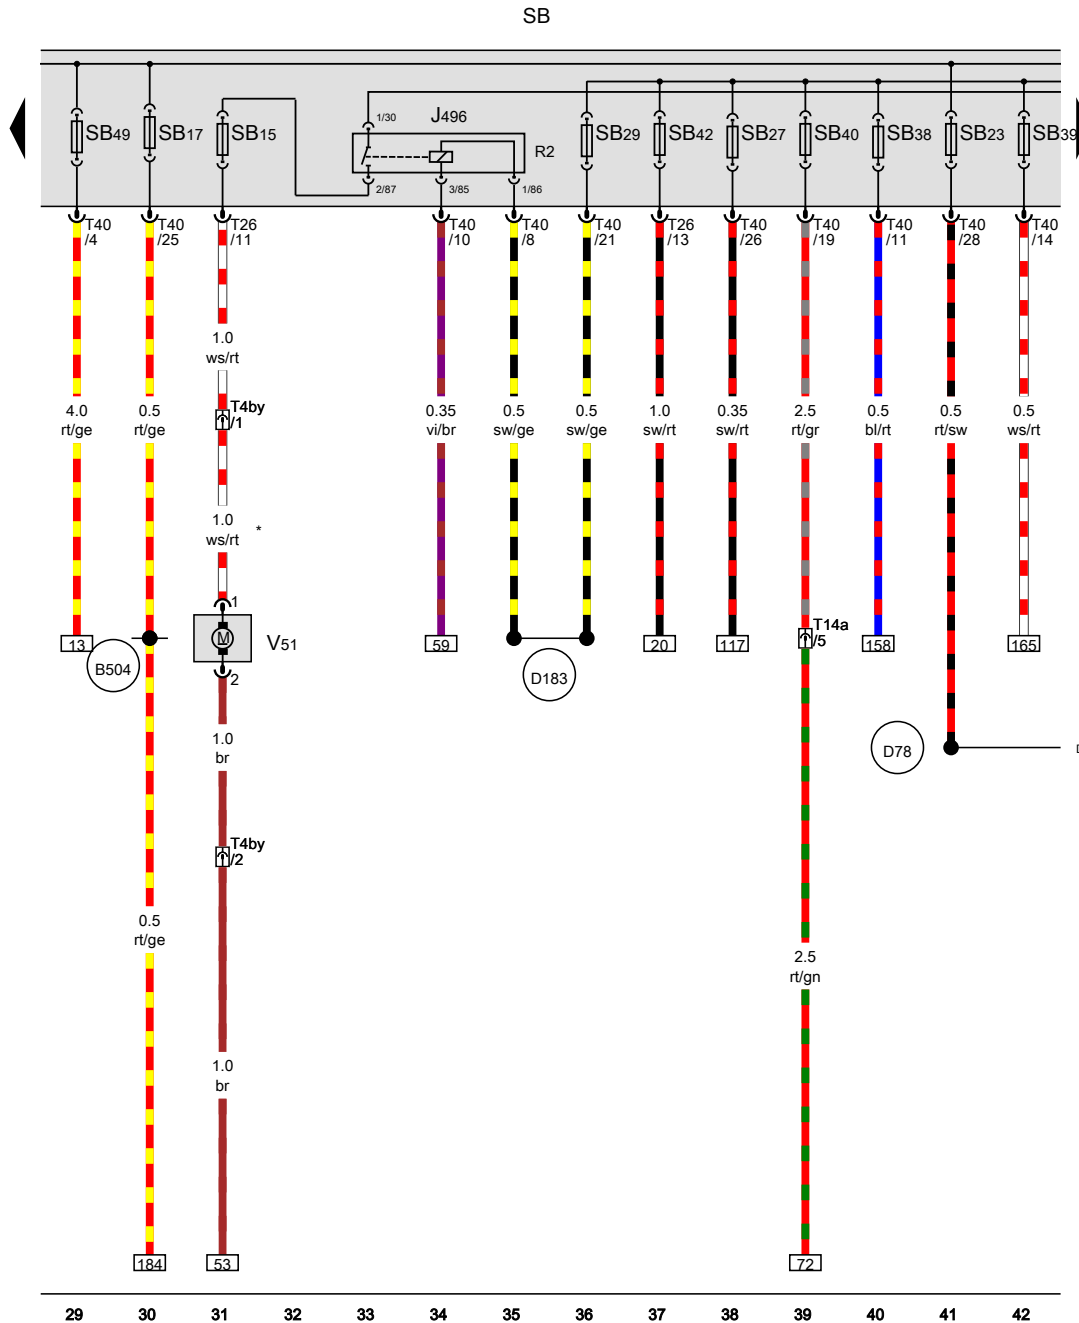 SB
1/30
J496
SB49
SB17
SB15
SB29
SB42
SB27
SB40
SB38
SB23
SB39
R2
2/87
3/85
1/86
T40
/4
T40
/25
T26
/11
T40
/10
T40
/8
T40
/21
T26
/13
T40
/26
T40
/19
T40
/11
T40
/28
T40
/14
1.0
ws/rt
T4by
/1
4.0
rt/ge
0.5
rt/ge
0.35
vi/br
0.5
sw/ge
0.5
sw/ge
1.0
sw/rt
0.35
sw/rt
2.5
rt/gr
0.5
bl/rt
0.5
rt/sw
0.5
ws/rt
1.0
ws/rt
*
1
M
V51
2
T14a
/5
13
B504
59
D183
20
117
158
165
1.0
br
D78
T4by
/2
0.5
rt/ge
2.5
rt/gn
1.0
br
184
53
72
29 30 31 32 33 34 35 36 37 38 39 40 41 42